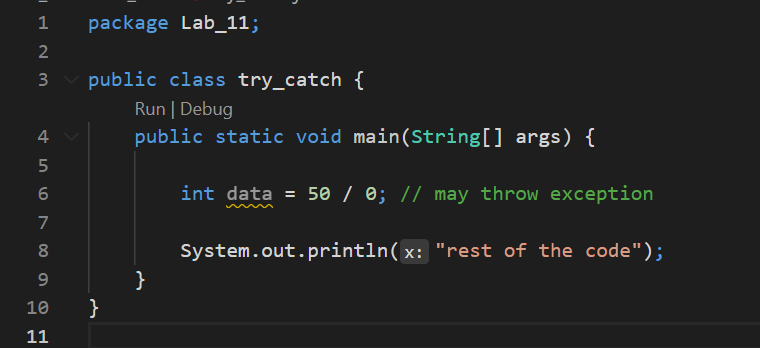 1 package Lab_11;
2
3 public class try_catch {
Run | Debug
4 public static void main(String[] args) {
5
6 int data = 50 / 0; // may throw exception
7
8 System.out.println(x: "rest of the code");
9 }
10 }
11